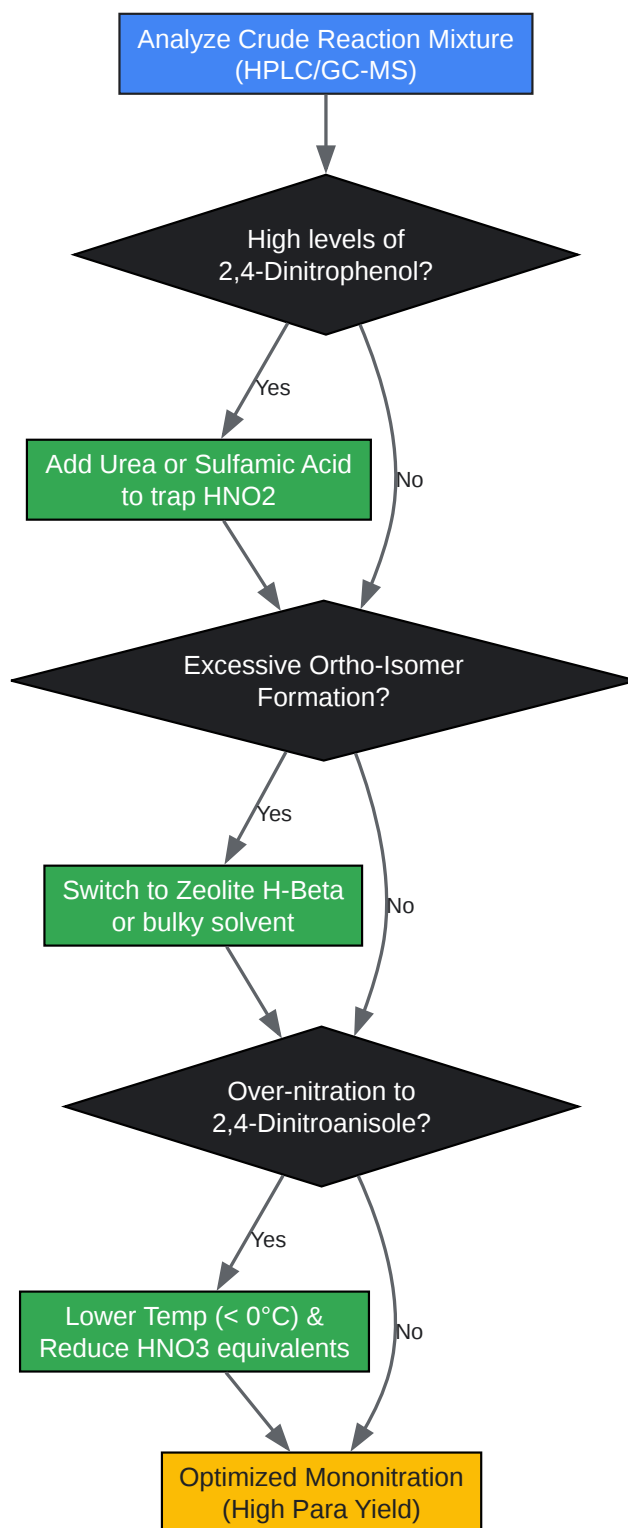 Analyze Crude Reaction Mixture
(HPLC/GC-MS)
High levels of
2,4-Dinitrophenol?
Yes
Add Urea or Sulfamic Acid
to trap HNO2
No
Excessive Ortho-Isomer
Formation?
Yes
Switch to Zeolite H-Beta
or bulky solvent
No
Over-nitration to
2,4-Dinitroanisole?
Yes
Lower Temp (< 0°C) &
Reduce HNO3 equivalents
No
Optimized Mononitration
(High Para Yield)